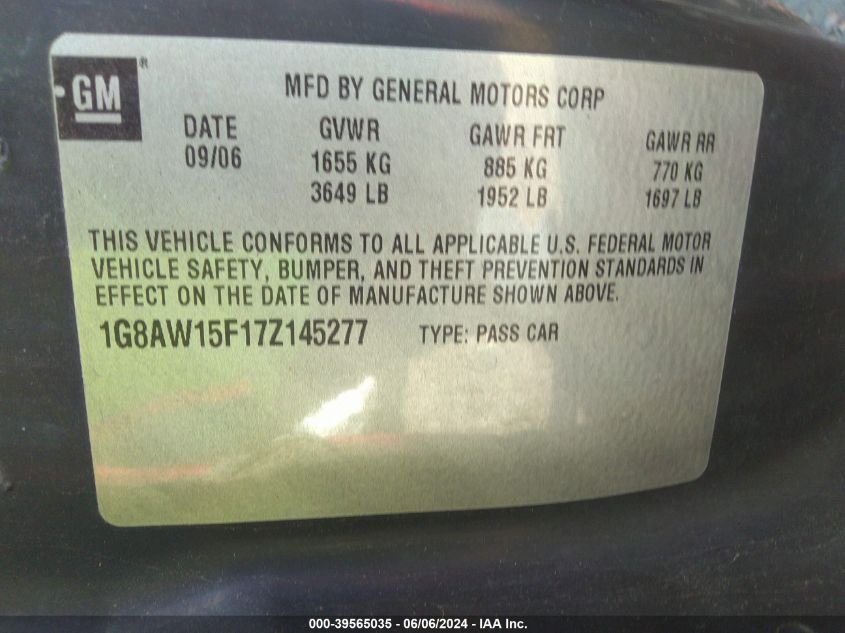 GM®
MFD BY GENERAL MOTORS CORP
DATE GVWR GAWR FRT GAWR RR
09/06 1655 KG 885 KG 770 KG
3649 LB 1952 LB 1697 LB
THIS VEHICLE CONFORMS TO ALL APPLICABLE U.S. FEDERAL MOTOR
VEHICLE SAFETY, BUMPER, AND THEFT PREVENTION STANDARDS IN
EFFECT ON THE DATE OF MANUFACTURE SHOWN ABOVE.
1G8AW15F17Z145277 TYPE: PASS CAR
000-39565035 - 06/06/2024 - IAA Inc.